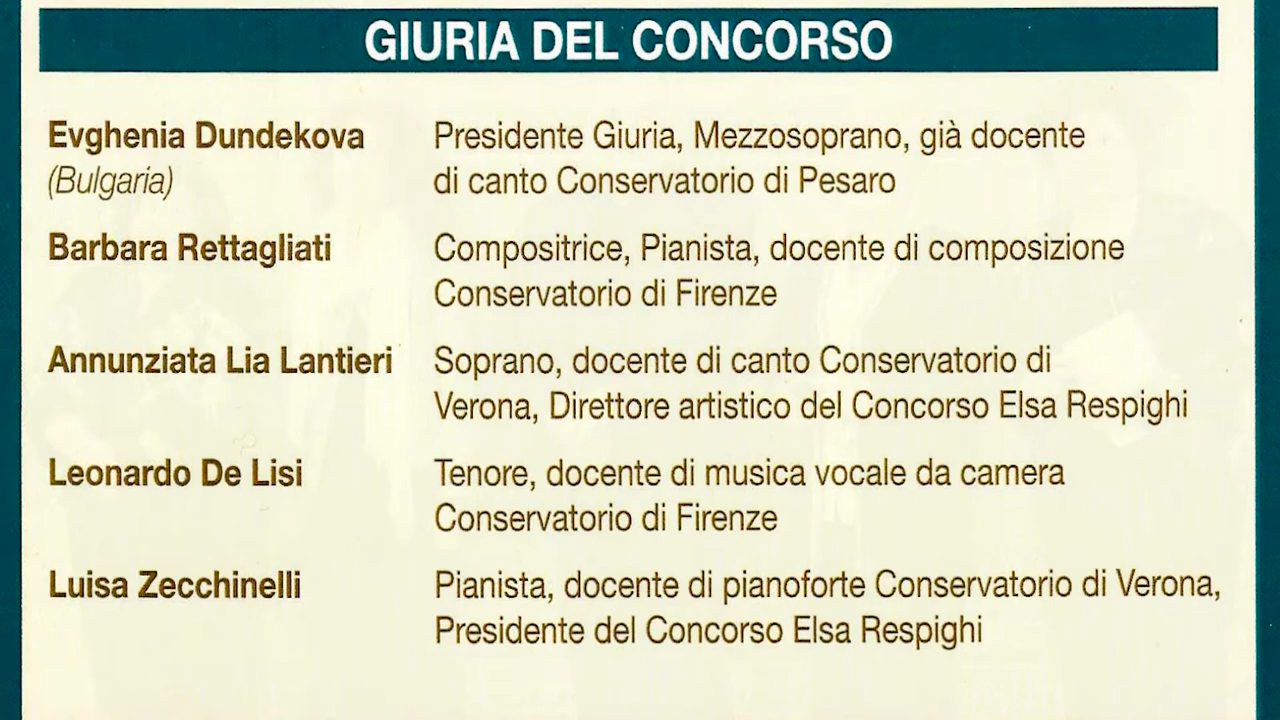 GIURIA DEL CONCORSO
Evghenia Dundekova
(Bulgaria)
Presidente Giuria, Mezzosoprano, già docente
di canto Conservatorio di Pesaro
Barbara Rettagliati
Compositrice, Pianista, docente di composizione
Conservatorio di Firenze
Annunziata Lia Lantieri
Soprano, docente di canto Conservatorio di
Verona, Direttore artistico del Concorso Elsa Respighi
Leonardo De Lisi
Tenore, docente di musica vocale da camera
Conservatorio di Firenze
Luisa Zecchinelli
Pianista, docente di pianoforte Conservatorio di Verona,
Presidente del Concorso Elsa Respighi